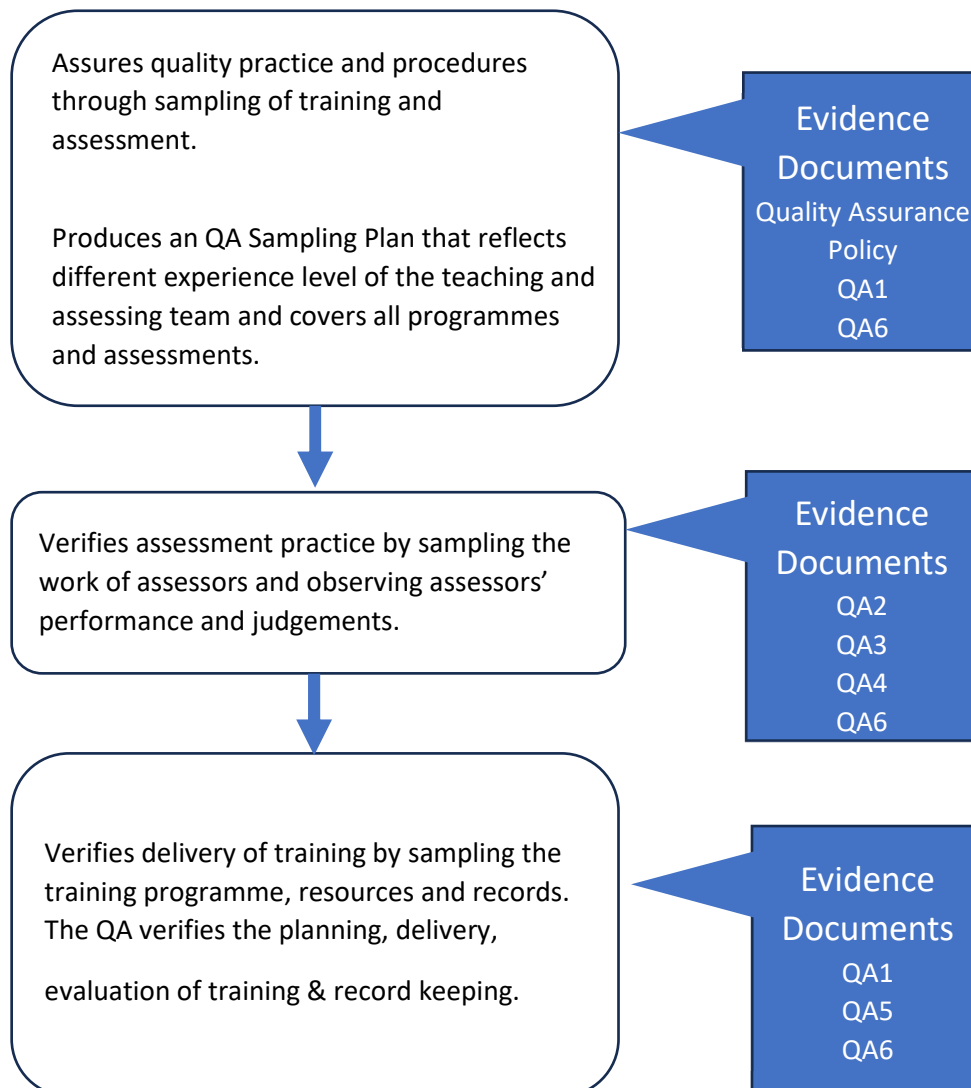 Assures quality practice and procedures
through sampling of training and
assessment.
Produces an QA Sampling Plan that reflects
different experience level of the teaching and
assessing team and covers all programmes
and assessments.
Evidence
Documents
Quality Assurance
Policy
QA1
QA6
Verifies assessment practice by sampling the
work of assessors and observing assessors’
performance and judgements.
Evidence
Documents
QA2
QA3
QA4
QA6
Verifies delivery of training by sampling the
training programme, resources and records.
The QA verifies the planning, delivery,
evaluation of training & record keeping.
Evidence
Documents
QA1
QA5
QA6